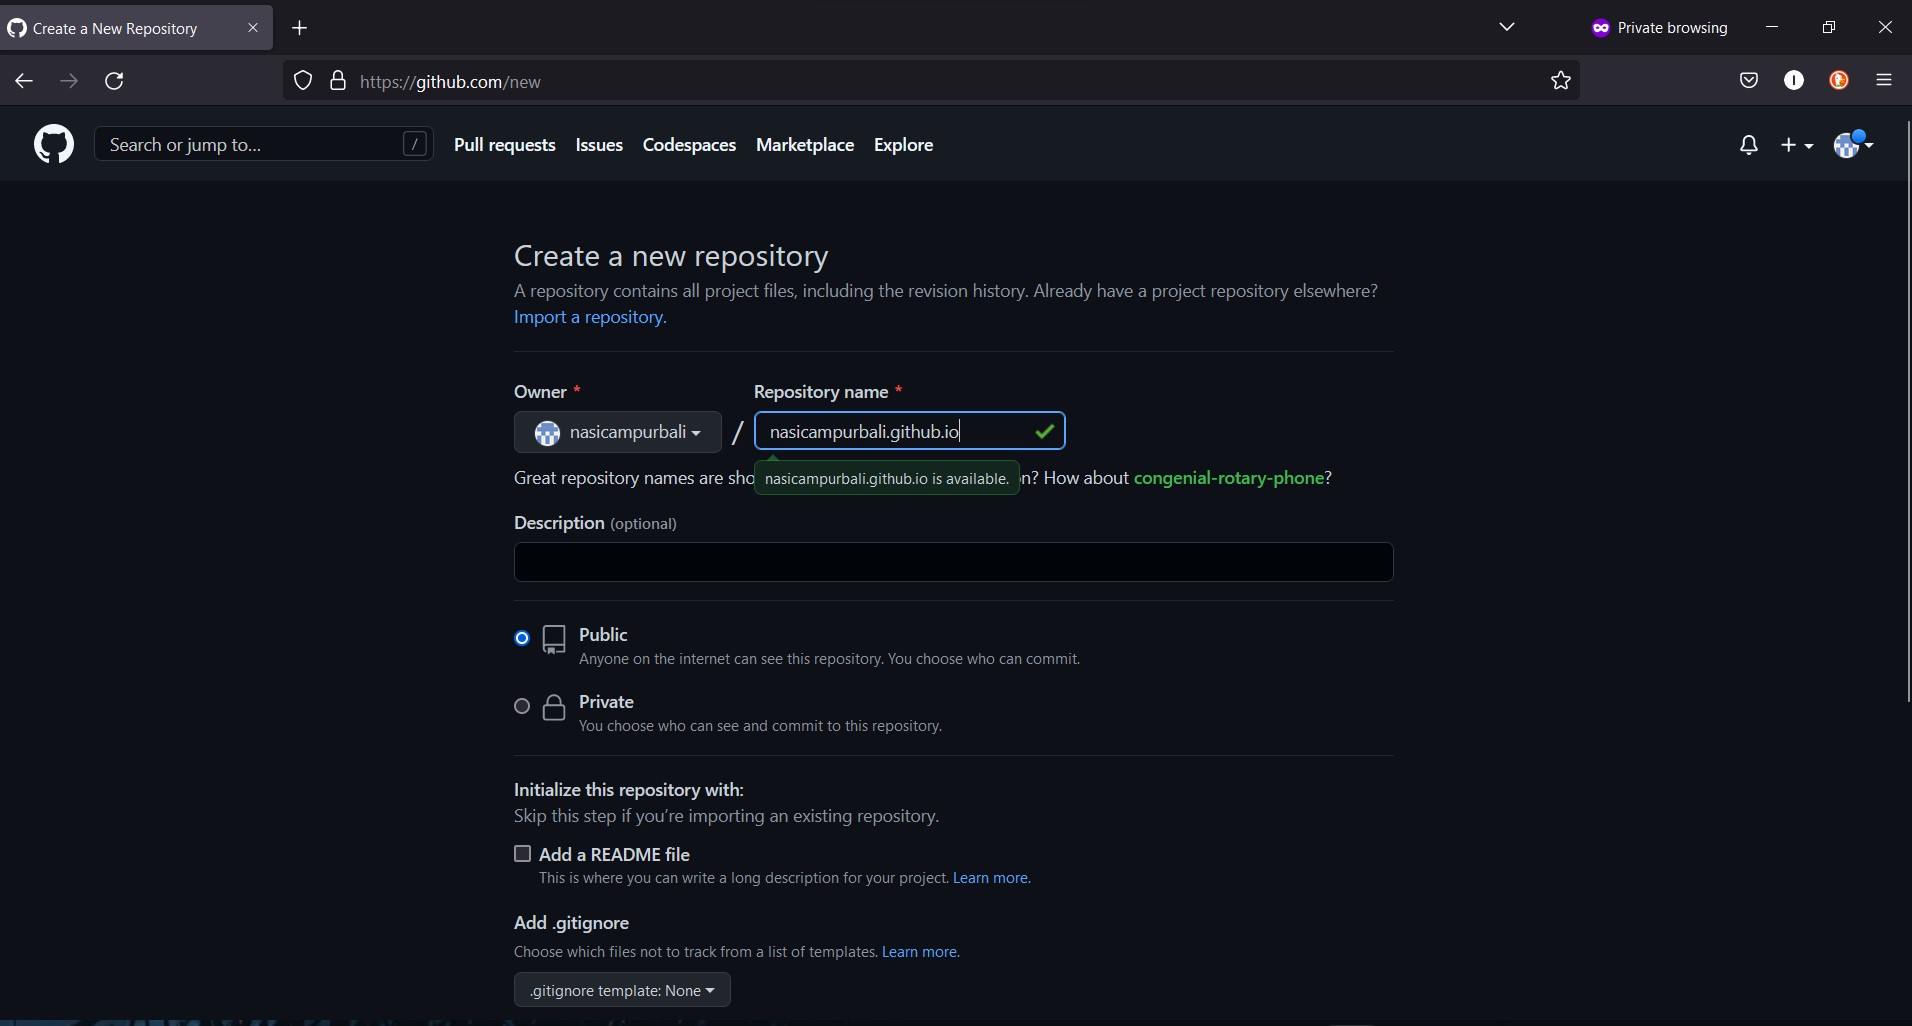 Create a New Repository
Private browsing
https://github.com/new
Search or jump to...
/
Pull requests
Issues
Codespaces
Marketplace
Explore
Create a new repository
A repository contains all project files, including the revision history. Already have a project repository elsewhere?
Import a repository.
Owner *
Repository name *
nasicampurbali
/
nasicampurbali.github.io
Great repository names are sho
nasicampurbali.github.io is available.
n? How about congenial-rotary-phone?
Description (optional)
Public
Anyone on the internet can see this repository. You choose who can commit.
Private
You choose who can see and commit to this repository.
Initialize this repository with:
Skip this step if you’re importing an existing repository.
Add a README file
This is where you can write a long description for your project. Learn more.
Add .gitignore
Choose which files not to track from a list of templates. Learn more.
.gitignore template: None